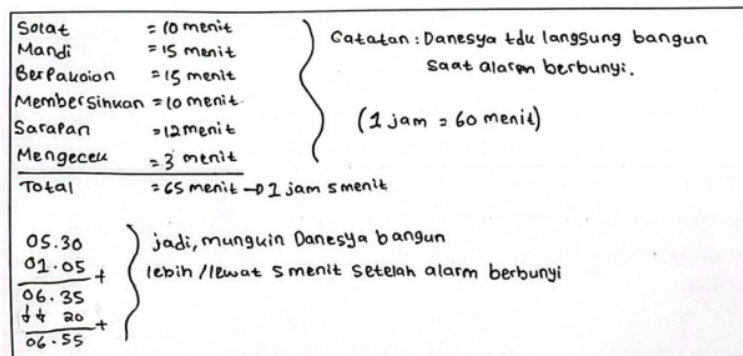 Solat = 10 menit
Mandi = 15 menit
Berpakaian = 15 menit
Membersihkan = 10 menit
Sarapan = 12 menit
Mengecek = 3 menit
Total = 65 menit → 1 jam 5 menit
Catatan : Danesya tdk langsung bangun
saat alarm berbunyi.
(1 jam = 60 menit)
05.30
01.05 +
06.35
↓↓ 20 +
06.55
jadi, mungkin Danesya bangun
lebih / lewat 5 menit setelah alarm berbunyi